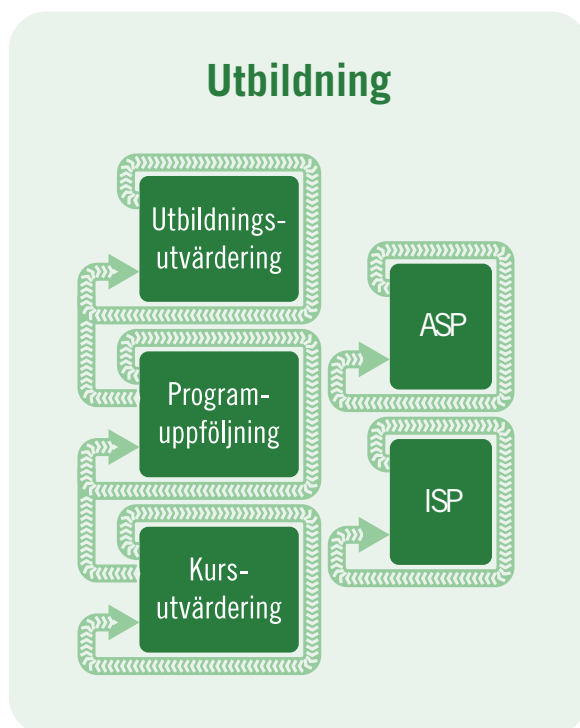 Utbildning
Utbildnings-
utvärdering
Program-
uppföljning
Kurs-
utvärdering
ASP
ISP